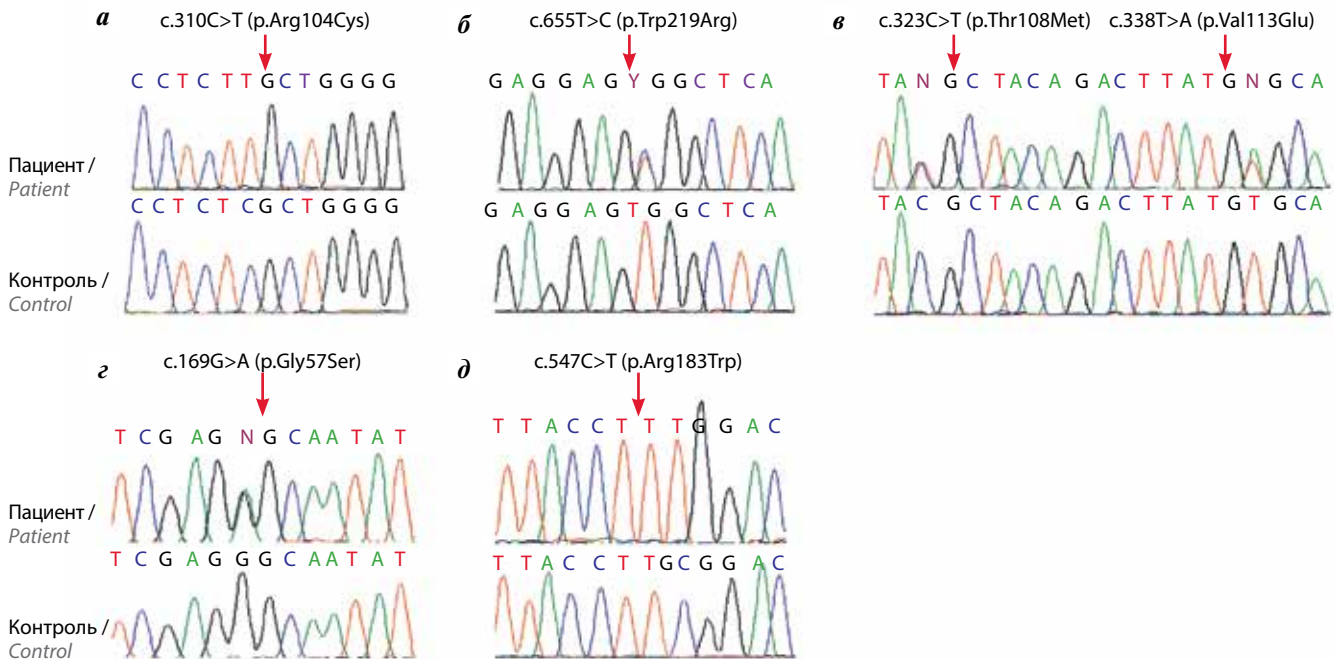 а
c.310C>T (p.Arg104Cys)
C C T C T T G C T G G G G
Пациент /
Patient
C C T C T C G C T G G G G
Контроль /
Control
б
c.655T>C (p.Trp219Arg)
G A G G A G Y G G C T C A
G A G G A G T G G C T C A
в
c.323C>T (p.Thr108Met) c.338T>A (p.Val113Glu)
T A N G C T A C A G A C T T A T G N G C A
T A C G C T A C A G A C T T A T G T G C A
г
c.169G>A (p.Gly57Ser)
T C G A G N G C A A T A T
Пациент /
Patient
T C G A G G G C A A T A T
Контроль /
Control
д
c.547C>T (p.Arg183Trp)
T T A C C T T T G G A C
T T A C C T T G C G G A C